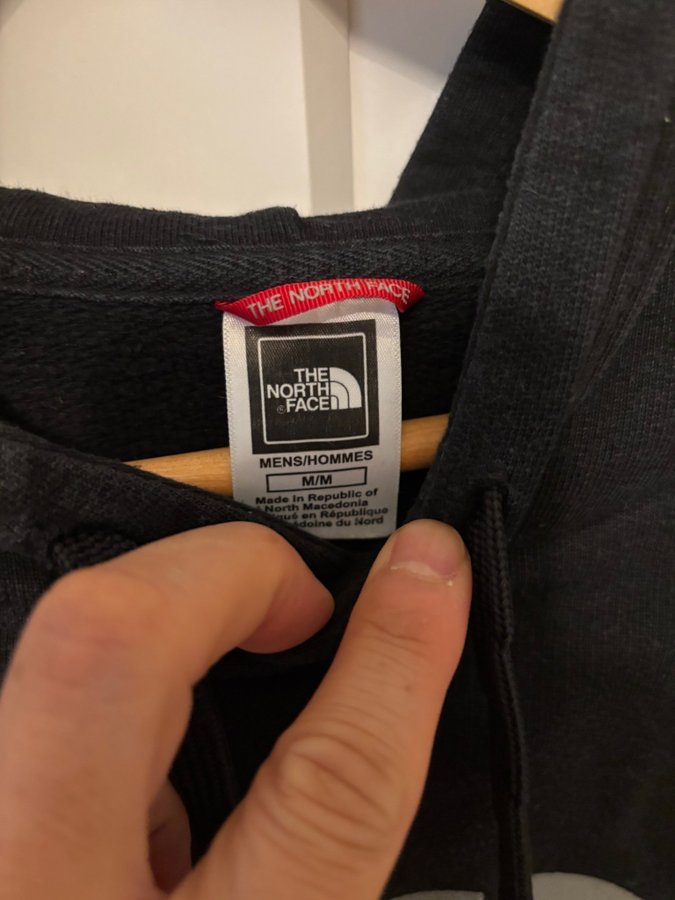 THE NORTH FACE
THE
NORTH
®FACE
MENS/HOMMES
M/M
Made in Republic of
North Macedonia
en République
du Nord